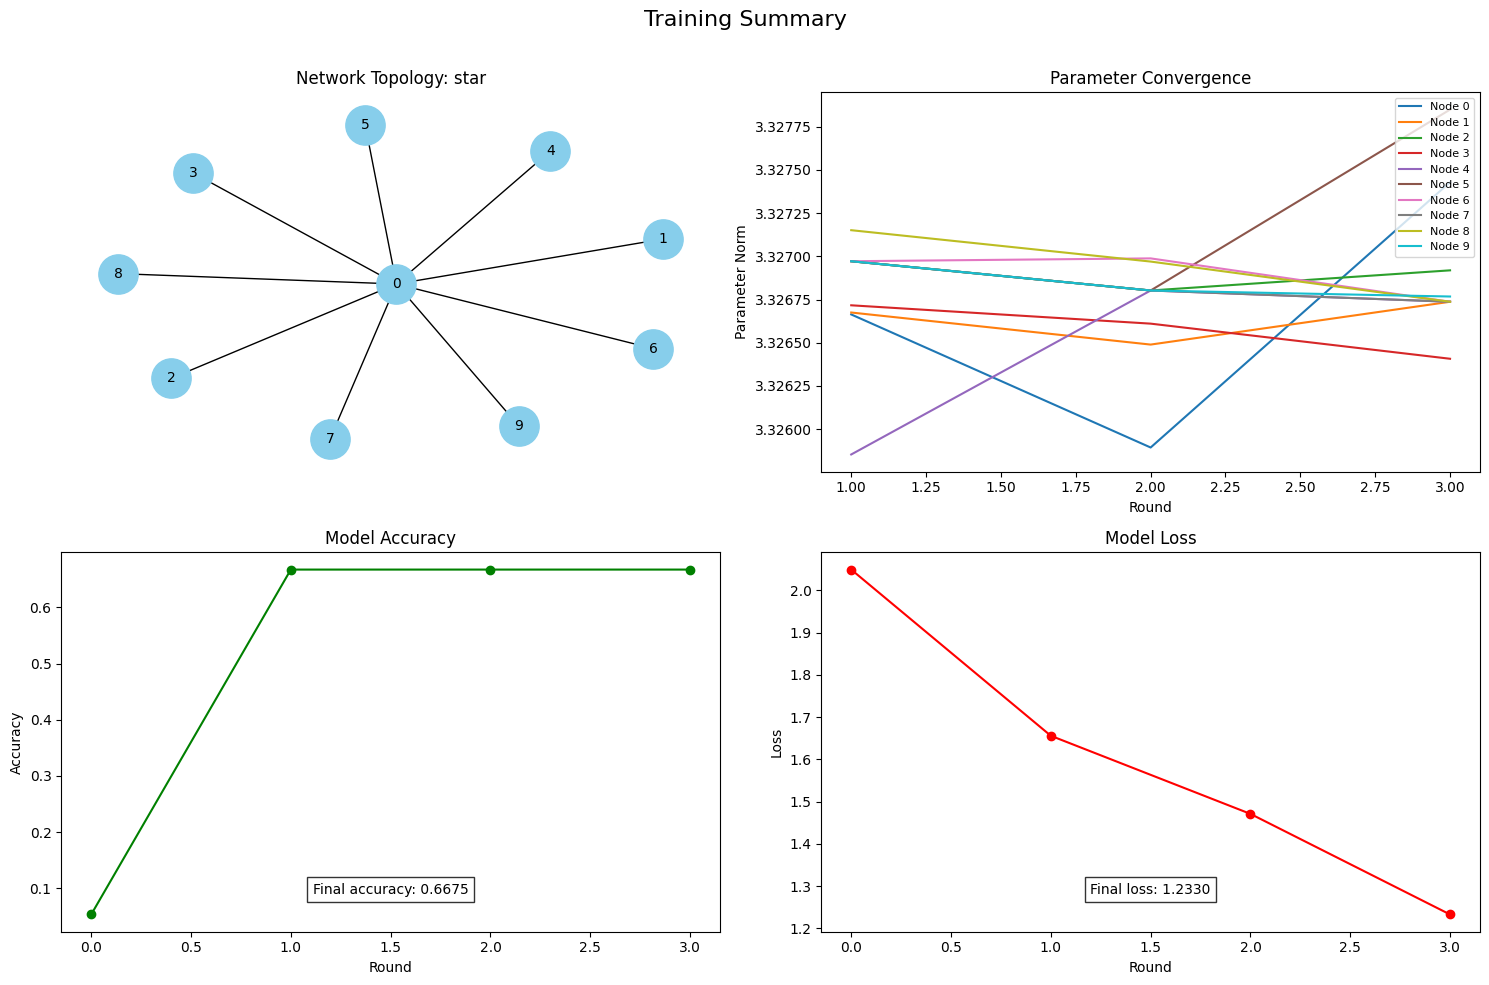 Training Summary
Network Topology: star
5
4
3
1
8
0
6
2
9
7
Parameter Convergence
Parameter Norm
3.32775
3.32750
3.32725
3.32700
3.32675
3.32650
3.32625
3.32600
Node 0
Node 1
Node 2
Node 3
Node 4
Node 5
Node 6
Node 7
Node 8
Node 9
1.00 1.25 1.50 1.75 2.00 2.25 2.50 2.75 3.00
Round
Model Accuracy
Accuracy
0.6
0.5
0.4
0.3
0.2
0.1
Final accuracy: 0.6675
0.0 0.5 1.0 1.5 2.0 2.5 3.0
Round
Model Loss
Loss
2.0
1.9
1.8
1.7
1.6
1.5
1.4
1.3
1.2
Final loss: 1.2330
0.0 0.5 1.0 1.5 2.0 2.5 3.0
Round